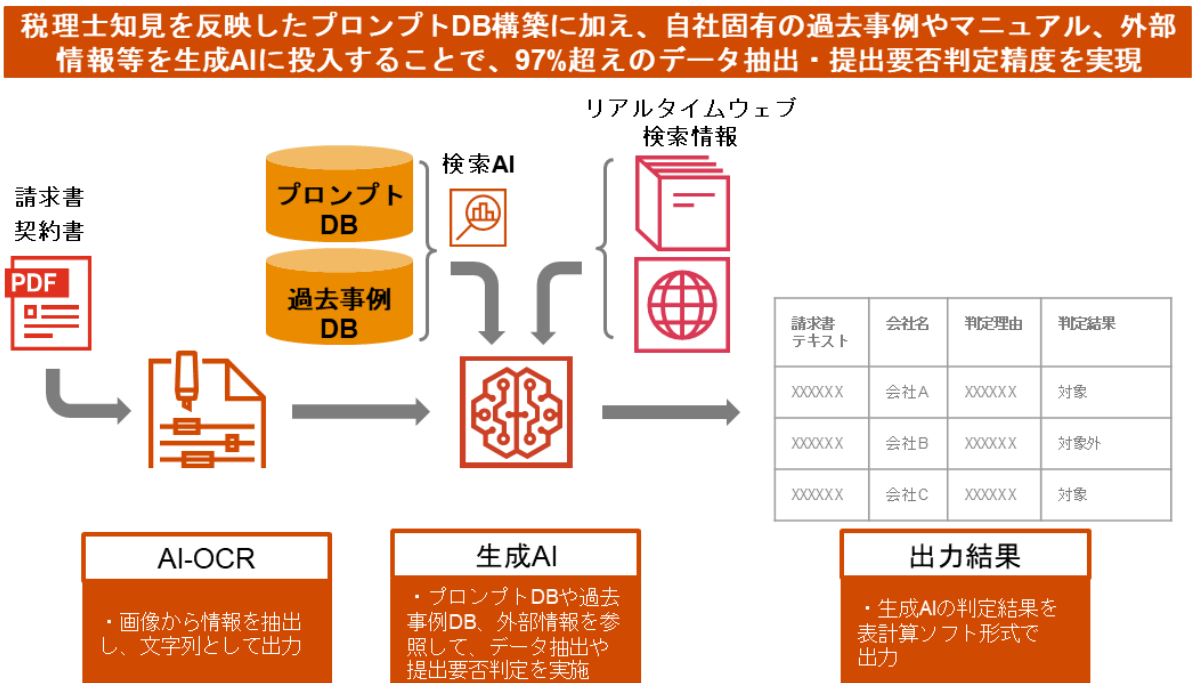 税理士知見を反映したプロンプトDB構築に加え、自社固有の過去事例やマニュアル、外部
情報等を生成AIに投入することで、97%超えのデータ抽出・提出要否判定精度を実現
リアルタイムウェブ
検索情報
検索AI
プロンプト
DB
過去事例
DB
請求書
契約書
PDF
請求書
テキスト
会社名
判定理由
判定結果
XXXXXX
会社A
XXXXXX
対象
XXXXXX
会社B
XXXXXX
対象外
XXXXXX
会社C
XXXXXX
対象
AI-OCR
・画像から情報を抽出
し、文字列として出力
生成AI
・プロンプトDBや過去
事例DB、外部情報を参
照して、データ抽出や
提出要否判定を実施
出力結果
・生成AIの判定結果を
表計算ソフト形式で
出力